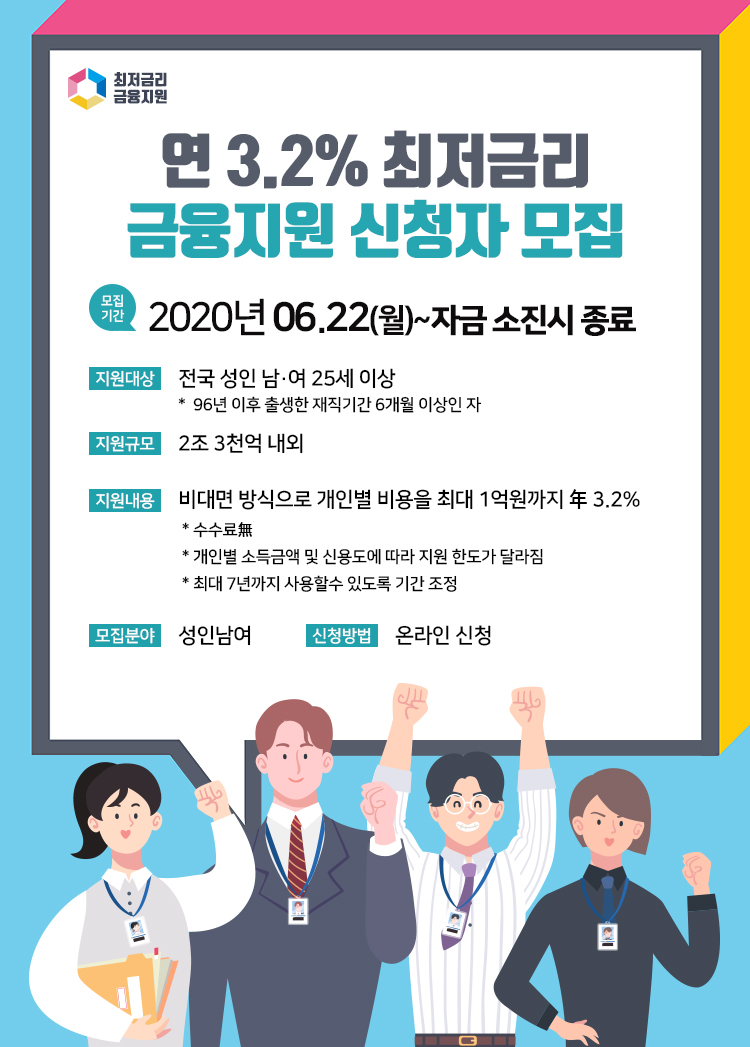 최저금리
금융지원
연 3.2% 최저금리
금융지원 신청자 모집
모집
기간
2020년 06.22(월)~자금 소진시 종료
지원대상 전국 성인 남·여 25세 이상
* 96년 이후 출생한 재직기간 6개월 이상인 자
지원규모 2조 3천억 내외
지원내용 비대면 방식으로 개인별 비용을 최대 1억원까지 年 3.2%
* 수수료無
* 개인별 소득금액 및 신용도에 따라 지원 한도가 달라짐
* 최대 7년까지 사용할수 있도록 기간 조정
모집분야 성인남여 신청방법 온라인 신청